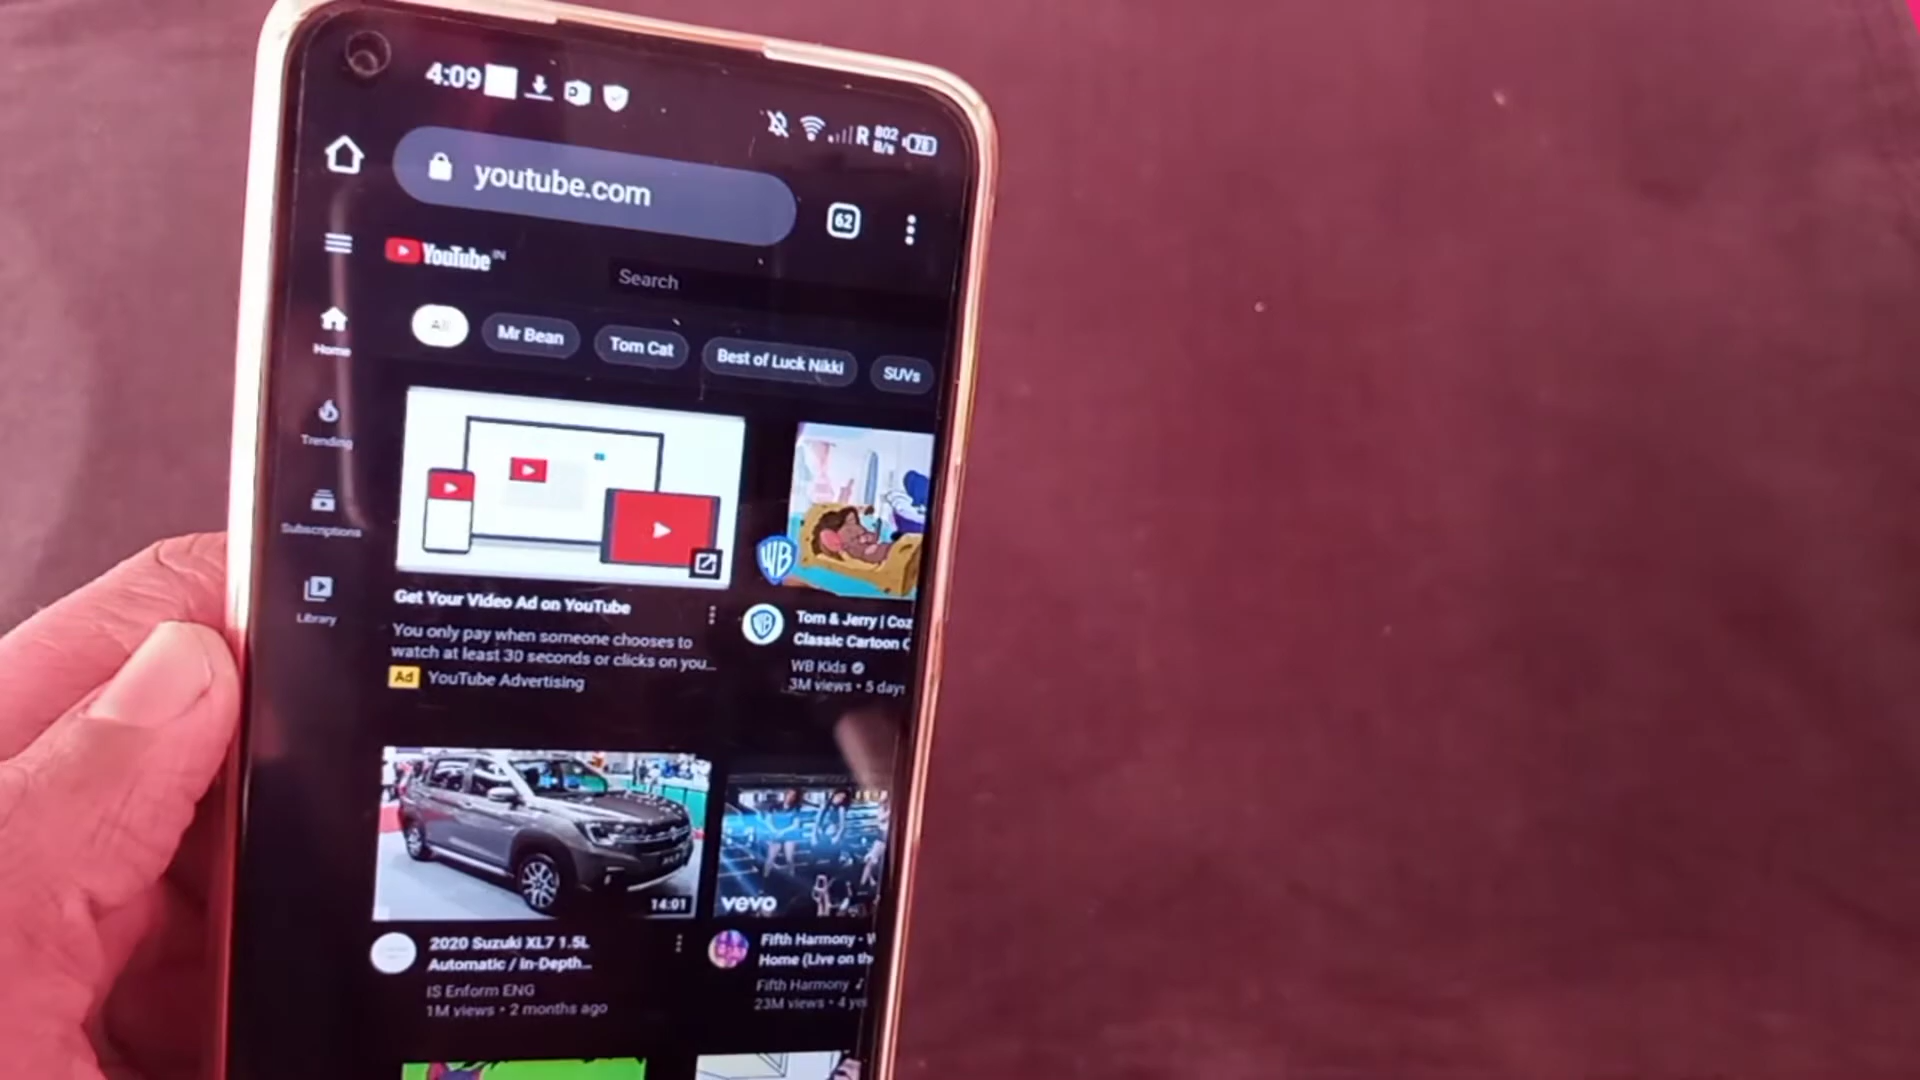 4:09
R 802 B/s 78
youtube.com
62
YouTube IN
Search
All
Mr Bean
Tom Cat
Best of Luck Nikki
SUVs
Home
Trending
Subscriptions
Library
Get Your Video Ad on YouTube
You only pay when someone chooses to
watch at least 30 seconds or clicks on you...
Ad YouTube Advertising
WB
Tom & Jerry |
Classic Cartoon
WB Kids
3M views • 5 days
14:01
vevo
2020 Suzuki XL7 1.5L
Automatic / In-Depth...
IS Enform ENG
1M views • 2 months ago
Fifth Harmony -
Home (Live on
Fifth Harmony
23M views • 4